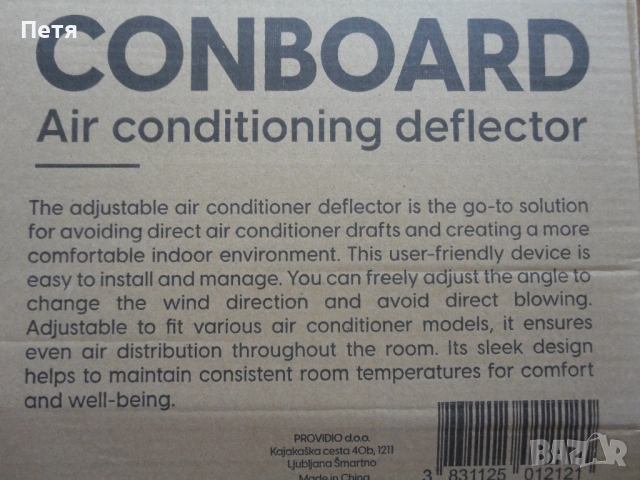 Петя
CONBOARD
Air conditioning deflector
The adjustable air conditioner deflector is the go-to solution
for avoiding direct air conditioner drafts and creating a more
comfortable indoor environment. This user-friendly device is
easy to install and manage. You can freely adjust the angle to
change the wind direction and avoid direct blowing.
Adjustable to fit various air conditioner models, it ensures
even air distribution throughout the room. Its sleek design
helps to maintain consistent room temperatures for comfort
and well-being.
PROVIDIO d.o.o.
Kajakaška cesta 40b, 1211
Ljubljana Šmartno
Made in China
3 831125 012121
BAZAR